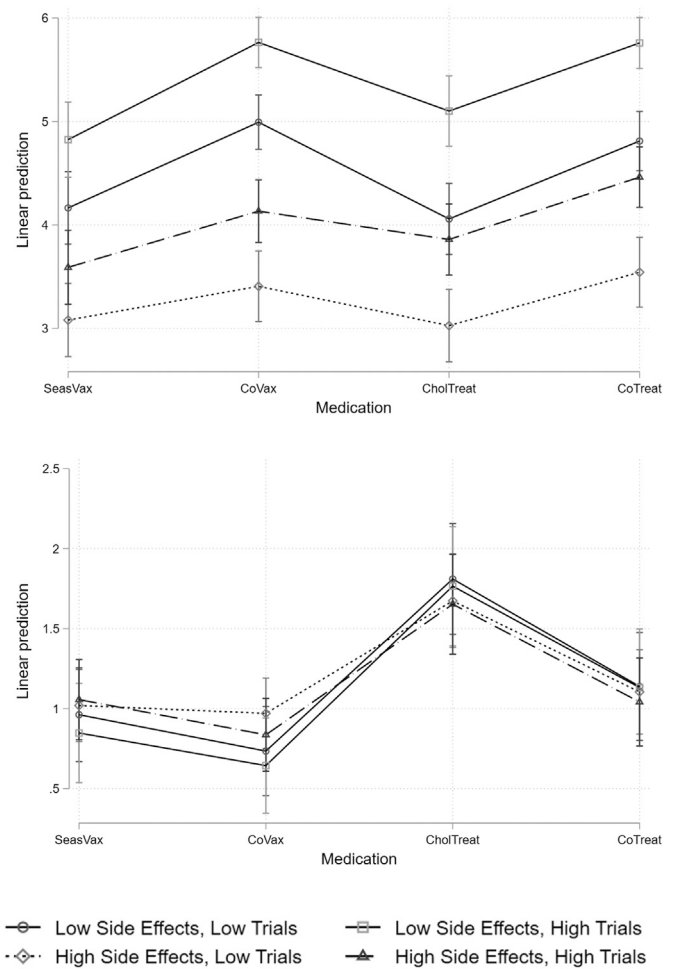 6
5
4
3
Linear prediction
SeasVax CoVax CholTreat CoTreat
Medication
2.5
2
1.5
1
.5
Linear prediction
SeasVax CoVax CholTreat CoTreat
Medication
Low Side Effects, Low Trials Low Side Effects, High Trials
High Side Effects, Low Trials High Side Effects, High Trials